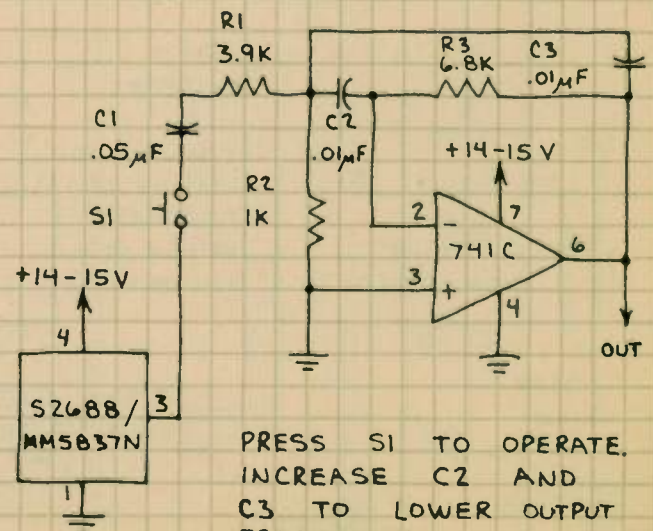 R1
3.9K
R3
6.8K
C3
.01μF
C1
.05μF
C2
.01μF
+14-15 V
R2
1K
S1
2
-
7
741C
6
3
+
4
+14-15V
4
OUT
S2688/
MM5837N
3
1
PRESS S1 TO OPERATE.
INCREASE C2 AND
C3 TO LOWER OUTPUT